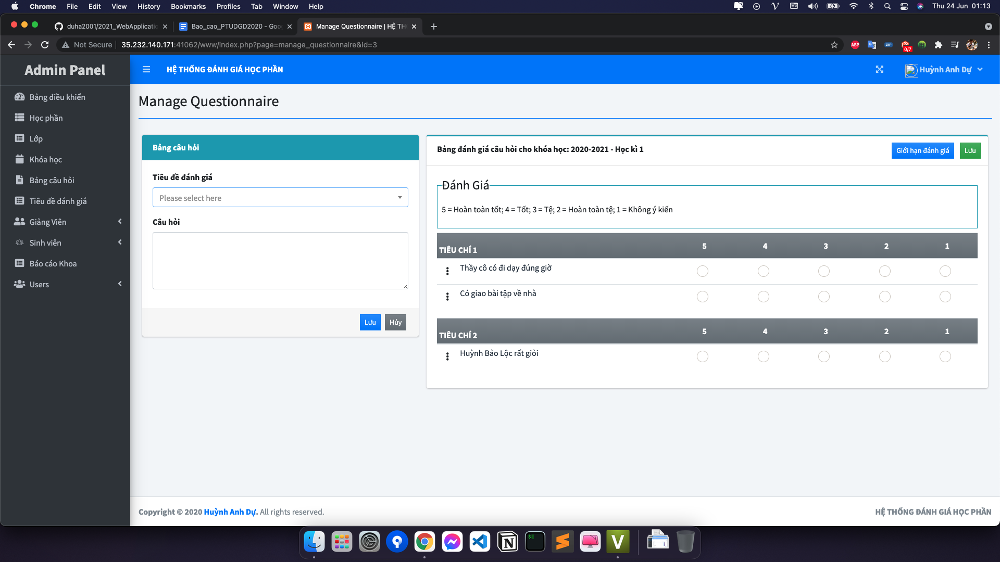 Chrome File Edit View History Bookmarks Profiles Tab Window Help Thu 24 Jun 01:13
duha2001/2021_WebApplicatio Bao_cao_PTUDGD2020 - Goo Manage Questionnaire | HỆ TH
Not Secure 35.232.140.171:41062/www/index.php?page=manage_questionnaire&id=3 ABP ZIP 0/7
Admin Panel HỆ THỐNG ĐÁNH GIÁ HỌC PHẦN Huỳnh Anh Dự
Bảng điều khiển
Học phần
Lớp
Khóa học
Bảng câu hỏi
Tiêu đề đánh giá
Giảng Viên
Sinh viên
Báo cáo Khoa
Users
Manage Questionnaire
Bảng câu hỏi
Tiêu đề đánh giá
Please select here
Câu hỏi
Lưu Hủy
Bảng đánh giá câu hỏi cho khóa học: 2020-2021 - Học kì 1 Giới hạn đánh giá Lưu
Đánh Giá
5 = Hoàn toàn tốt; 4 = Tốt; 3 = Tệ; 2 = Hoàn toàn tệ; 1 = Không ý kiến
TIÊU CHÍ 1 5 4 3 2 1
Thầy cô có đi dạy đúng giờ
Có giao bài tập về nhà
TIÊU CHÍ 2 5 4 3 2 1
Huỳnh Bảo Lộc rất giỏi
Copyright © 2020 Huỳnh Anh Dự. All rights reserved. HỆ THỐNG ĐÁNH GIÁ HỌC PHẦN